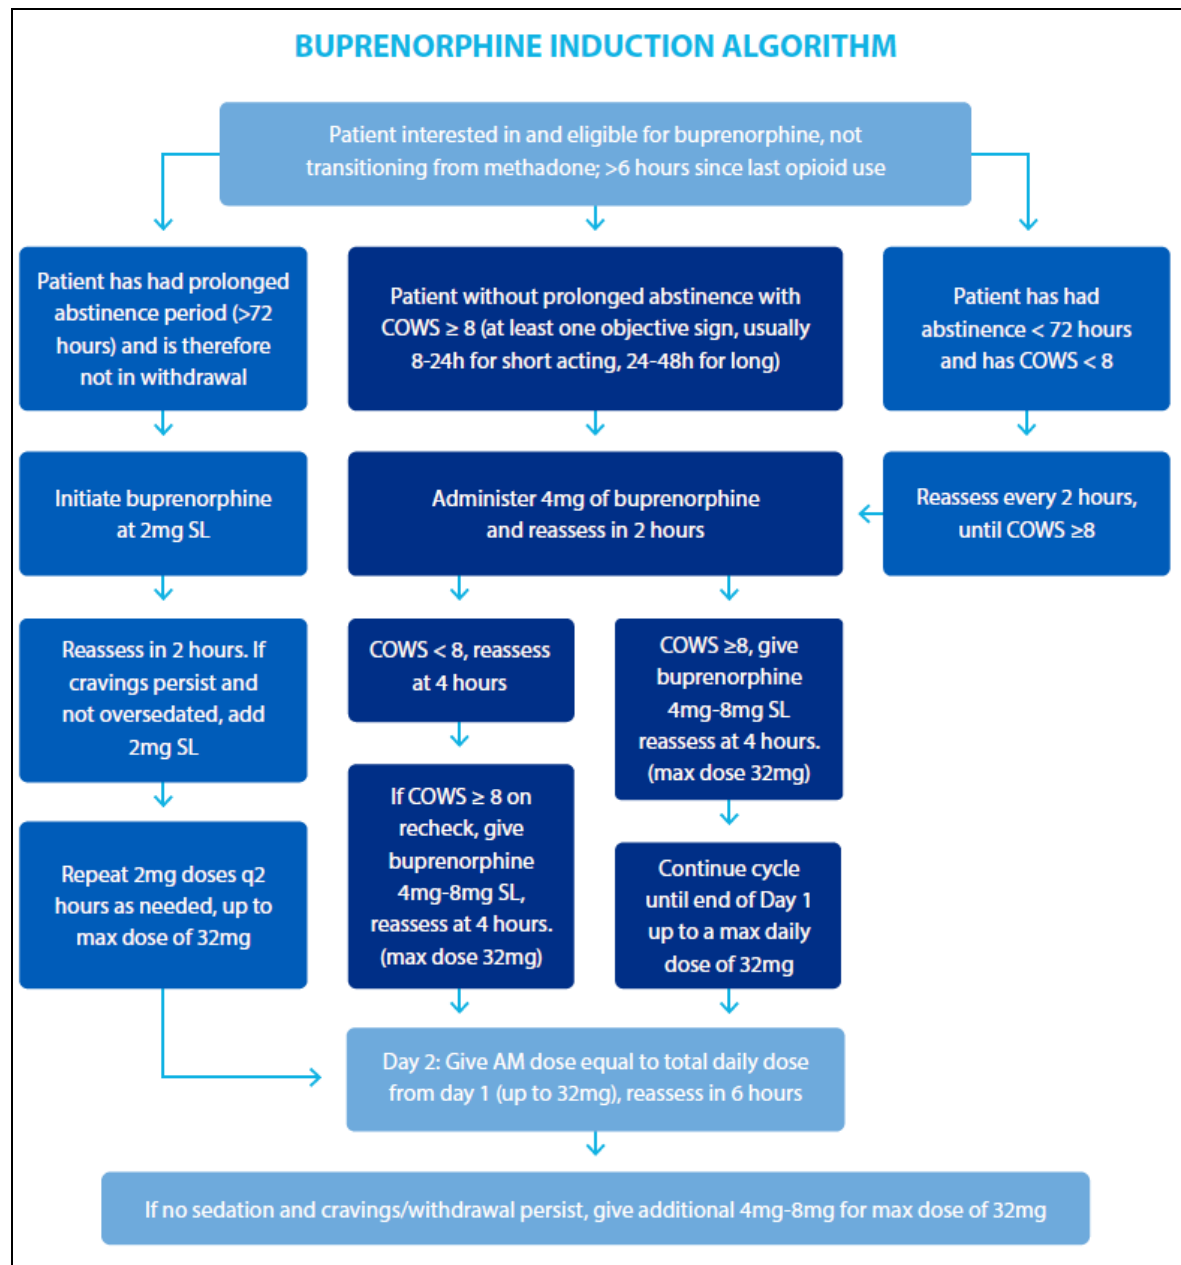 BUPRENORPHINE INDUCTION ALGORITHM
Patient interested in and eligible for buprenorphine, not
transitioning from methadone; >6 hours since last opioid use
Patient has had prolonged
abstinence period (>72
hours) and is therefore
not in withdrawal
Patient without prolonged abstinence with
COWS ≥ 8 (at least one objective sign, usually
8-24h for short acting, 24-48h for long)
Patient has had
abstinence < 72 hours
and has COWS < 8
Initiate buprenorphine
at 2mg SL
Administer 4mg of buprenorphine
and reassess in 2 hours
Reassess every 2 hours,
until COWS ≥8
Reassess in 2 hours. If
cravings persist and
not oversedated, add
2mg SL
COWS < 8, reassess
at 4 hours
COWS ≥8, give
buprenorphine
4mg-8mg SL
reassess at 4 hours.
(max dose 32mg)
Repeat 2mg doses q2
hours as needed, up to
max dose of 32mg
If COWS ≥ 8 on
recheck, give
buprenorphine
4mg-8mg SL,
reassess at 4 hours.
(max dose 32mg)
Continue cycle
until end of Day 1
up to a max daily
dose of 32mg
Day 2: Give AM dose equal to total daily dose
from day 1 (up to 32mg), reassess in 6 hours
If no sedation and cravings/withdrawal persist, give additional 4mg-8mg for max dose of 32mg